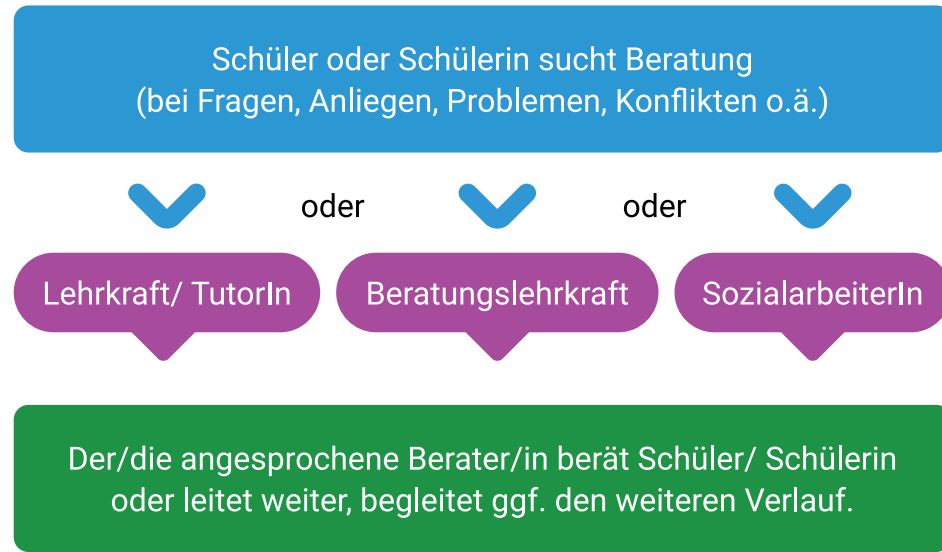 Schüler oder Schülerin sucht Beratung
(bei Fragen, Anliegen, Problemen, Konflikten o.ä.)
oder
oder
Lehrkraft/ TutorIn
Beratungslehrkraft
SozialarbeiterIn
Der/die angesprochene Berater/in berät Schüler/ Schülerin
oder leitet weiter, begleitet ggf. den weiteren Verlauf.